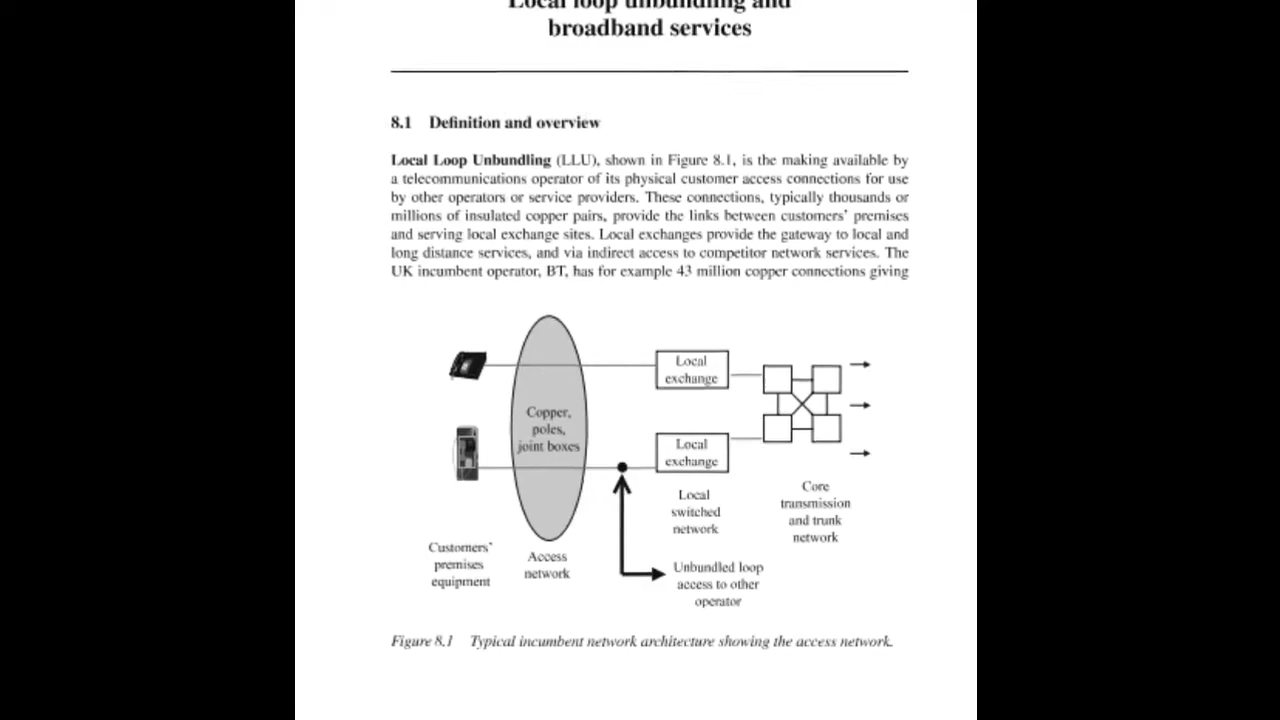 Local loop unbundling and
broadband services
8.1 Definition and overview
Local Loop Unbundling (LLU), shown in Figure 8.1, is the making available by
a telecommunications operator of its physical customer access connections for use
by other operators or service providers. These connections, typically thousands or
millions of insulated copper pairs, provide the links between customers' premises
and serving local exchange sites. Local exchanges provide the gateway to local and
long distance services, and via indirect access to competitor network services. The
UK incumbent operator, BT, has for example 43 million copper connections giving
Local
exchange
Copper,
poles,
joint boxes
Local
exchange
Local
switched
network
Core
transmission
and trunk
network
Customers'
premises
equipment
Access
network
Unbundled loop
access to other
operator
Figure 8.1 Typical incumbent network architecture showing the access network.